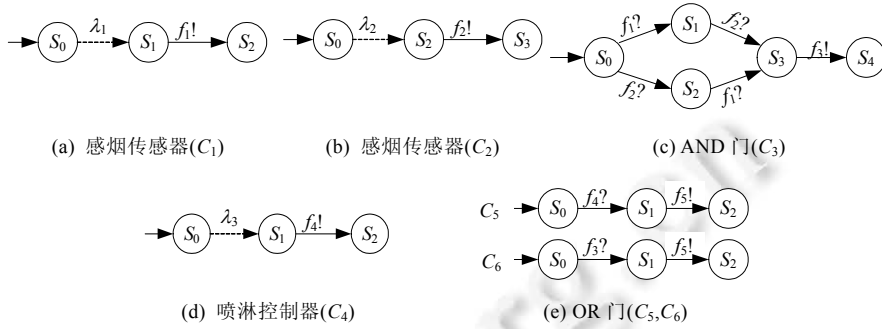 S₀ λ₁ S₁ f₁! S₂
S₀ λ₂ S₂ f₂! S₃
S₀ f₁? S₁ f₂? S₃ f₃! S₄
f₂? S₂ f₁?
(a) 感烟传感器(C₁)
(b) 感烟传感器(C₂)
(c) AND 门(C₃)
S₀ λ₃ S₁ f₄! S₂
C₅ S₀ f₄? S₁ f₅! S₂
C₆ S₀ f₃? S₁ f₅! S₂
(d) 喷淋控制器(C₄)
(e) OR 门(C₅,C₆)